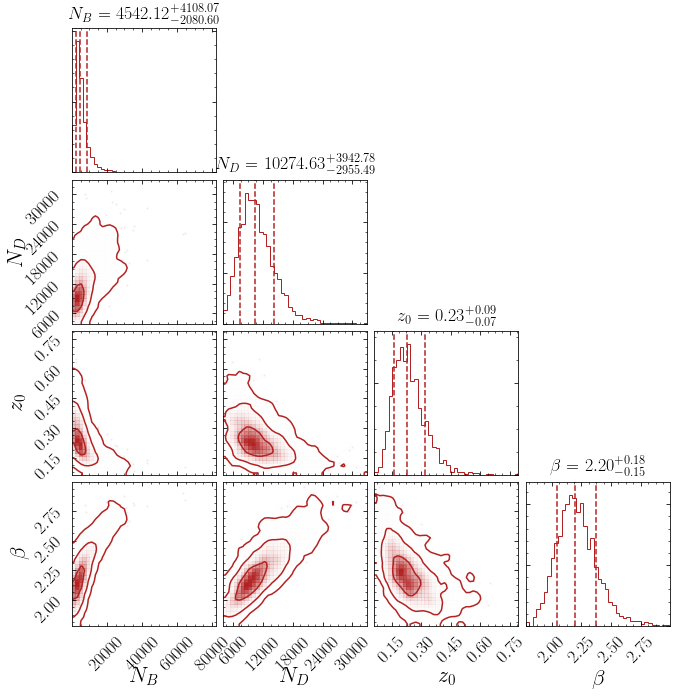 N_B = 4542.12^{+4108.07}_{-2080.60}
N_D = 10274.63^{+3942.78}_{-2955.49}
N_D
30000
24000
18000
12000
6000
z_0 = 0.23^{+0.09}_{-0.07}
z_0
0.75
0.60
0.45
0.30
0.15
β = 2.20^{+0.18}_{-0.15}
β
2.75
2.50
2.25
2.00
20000 40000 60000 80000
N_B
6000 12000 18000 24000 30000
N_D
0.15 0.30 0.45 0.60 0.75
z_0
2.00 2.25 2.50 2.75
β